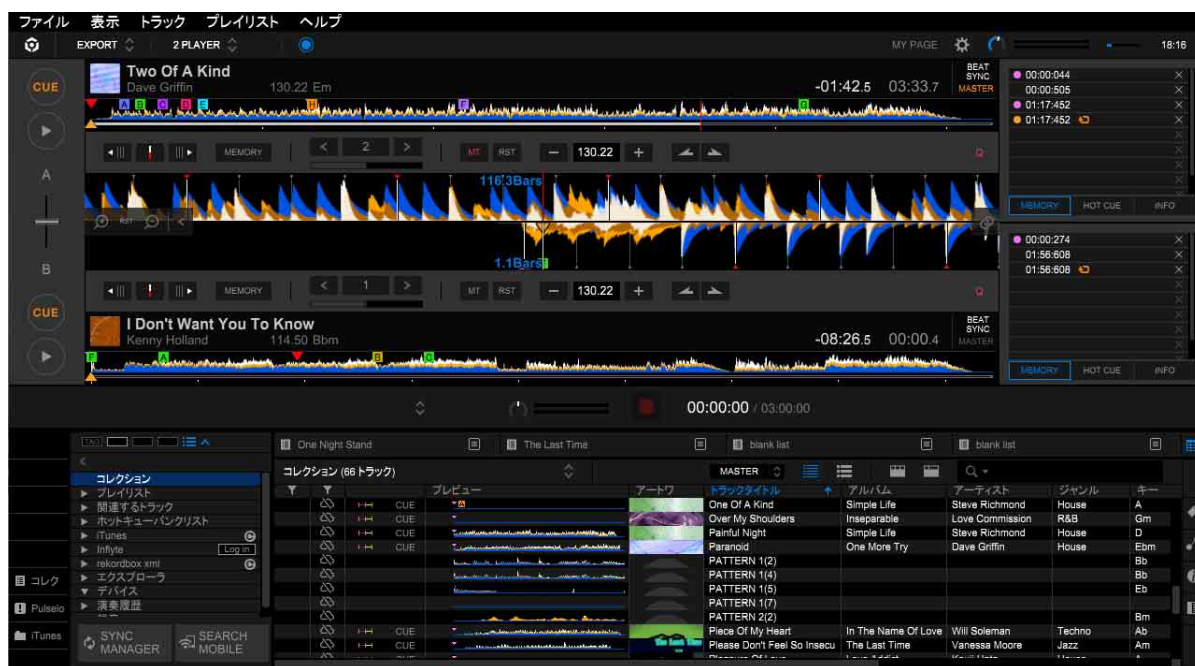 ファイル 表示 トラック プレイリスト ヘルプ
EXPORT 2 PLAYER MY PAGE 18:16
CUE
Two Of A Kind
Dave Griffin 130.22 Em
-01:42.5 03:33.7
BEAT SYNC MASTER
A B C D E H F G
MEMORY < 2 > MT RST — 130.22 + Q
116.3Bars
RST
1.1Bars
A
B
MEMORY < 1 > MT RST — 130.22 + Q
CUE
I Don't Want You To Know
Kenny Holland 114.50 Bbm
-08:26.5 00:00.4
BEAT SYNC MASTER
A B
00:00:044
00:00:505
01:17:452
01:17:452
MEMORY HOT CUE INFO
00:00:274
01:56:608
01:56:608
MEMORY HOT CUE INFO
00:00:00 / 03:00:00
TAG
One Night Stand The Last Time blank list blank list
コレクション
プレイリスト
関連するトラック
ホットキューバンクリスト
iTunes
Inflyte Log in
rekordbox xml
エクスプローラ
デバイス
演奏履歴
コレク
Pulselo
iTunes
SYNC MANAGER
SEARCH MOBILE
コレクション (66 トラック) MASTER
プレビュー アートワ トラックタイトル アルバム アーティスト ジャンル キー
CUE A One Of A Kind Simple Life Steve Richmond House A
CUE Over My Shoulders Inseparable Love Commission R&B Gm
CUE Painful Night Simple Life Steve Richmond House D
CUE Paranoid One More Try Dave Griffin House Ebm
PATTERN 1(2) Bb
PATTERN 1(4) Bb
PATTERN 1(5) Eb
PATTERN 1(7)
PATTERN 2(2) Bm
CUE Piece Of My Heart In The Name Of Love Will Soleman Techno Ab
CUE The Last Time Please Don't Feel So Insecu The Last Time Vanessa Moore Jazz Am